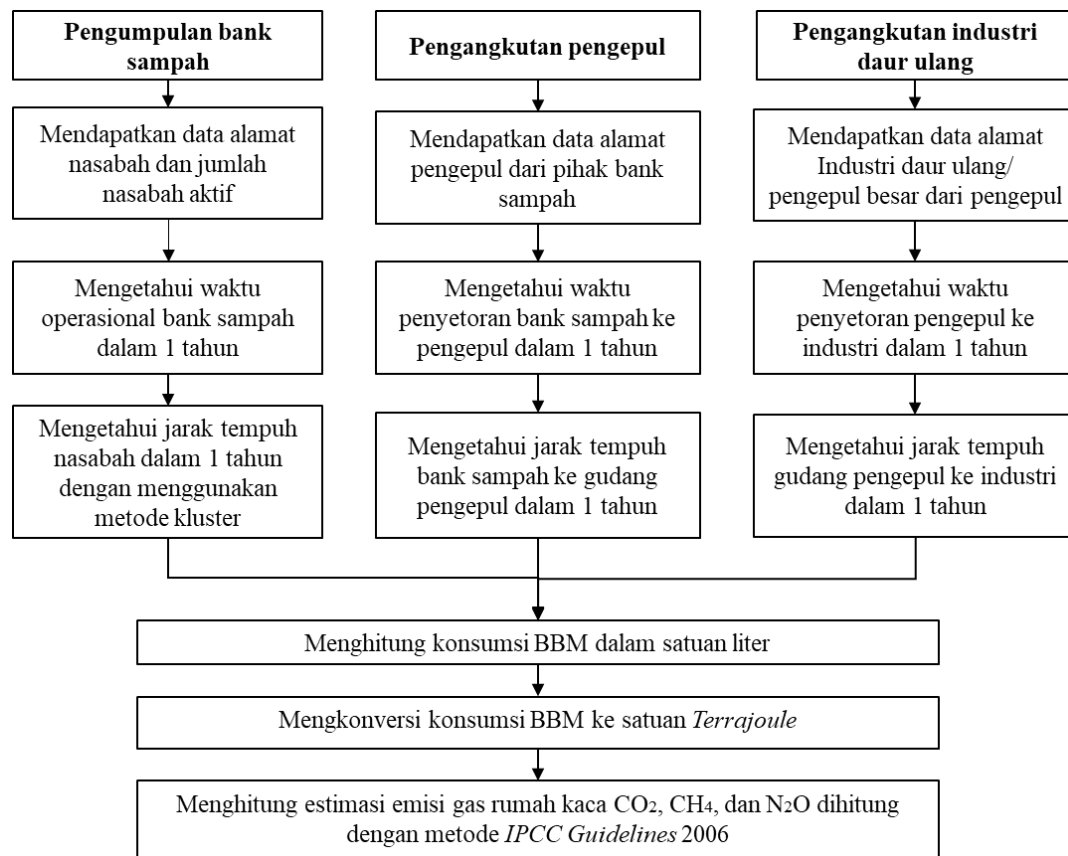 Pengumpulan bank
sampah
Mendapatkan data alamat
nasabah dan jumlah
nasabah aktif
Mengetahui waktu
operasional bank sampah
dalam 1 tahun
Mengetahui jarak tempuh
nasabah dalam 1 tahun
dengan menggunakan
metode kluster
Pengangkutan pengepul
Mendapatkan data alamat
pengepul dari pihak bank
sampah
Mengetahui waktu
penyetoran bank sampah ke
pengepul dalam 1 tahun
Mengetahui jarak tempuh
bank sampah ke gudang
pengepul dalam 1 tahun
Pengangkutan industri
daur ulang
Mendapatkan data alamat
Industri daur ulang/
pengepul besar dari pengepul
Mengetahui waktu
penyetoran pengepul ke
industri dalam 1 tahun
Mengetahui jarak tempuh
gudang pengepul ke industri
dalam 1 tahun
Menghitung konsumsi BBM dalam satuan liter
Mengkonversi konsumsi BBM ke satuan Terrajoule
Menghitung estimasi emisi gas rumah kaca CO₂, CH₄, dan N₂O dihitung
dengan metode IPCC Guidelines 2006